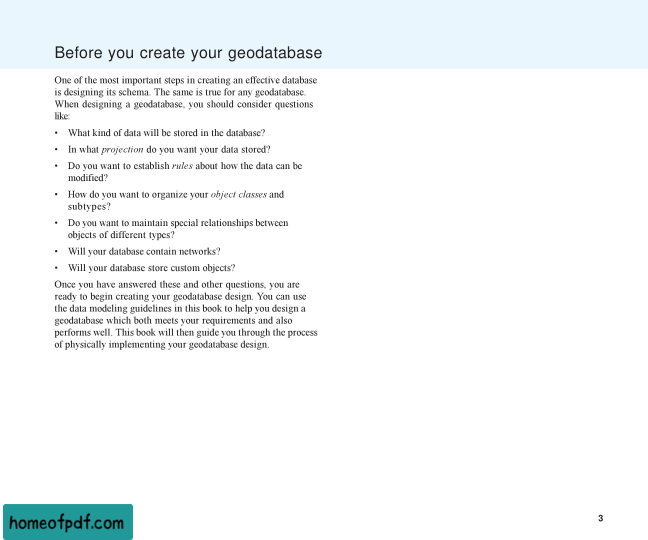 Before you create your geodatabase
One of the most important steps in creating an effective database
is designing its schema. The same is true for any geodatabase.
When designing a geodatabase, you should consider questions
like:
• What kind of data will be stored in the database?
• In what projection do you want your data stored?
• Do you want to establish rules about how the data can be
modified?
• How do you want to organize your object classes and
subtypes?
• Do you want to maintain special relationships between
objects of different types?
• Will your database contain networks?
• Will your database store custom objects?
Once you have answered these and other questions, you are
ready to begin creating your geodatabase design. You can use
the data modeling guidelines in this book to help you design a
geodatabase which both meets your requirements and also
performs well. This book will then guide you through the process
of physically implementing your geodatabase design.
3
homeofpdf.com